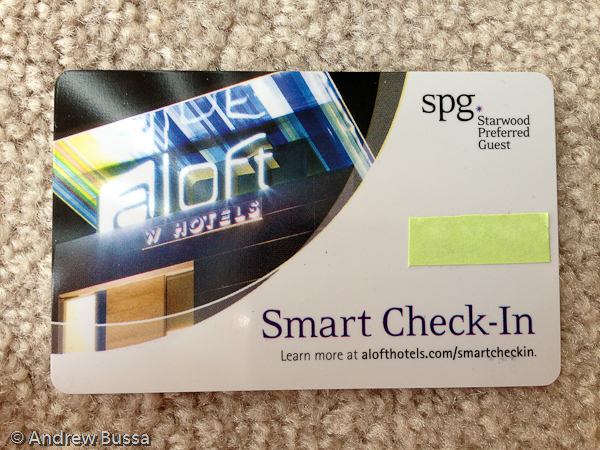 spg.
Starwood
Preferred
Guest
aloft
W HOTELS
Smart Check-In
Learn more at alofthotels.com/smartcheckin.
© Andrew Bussa